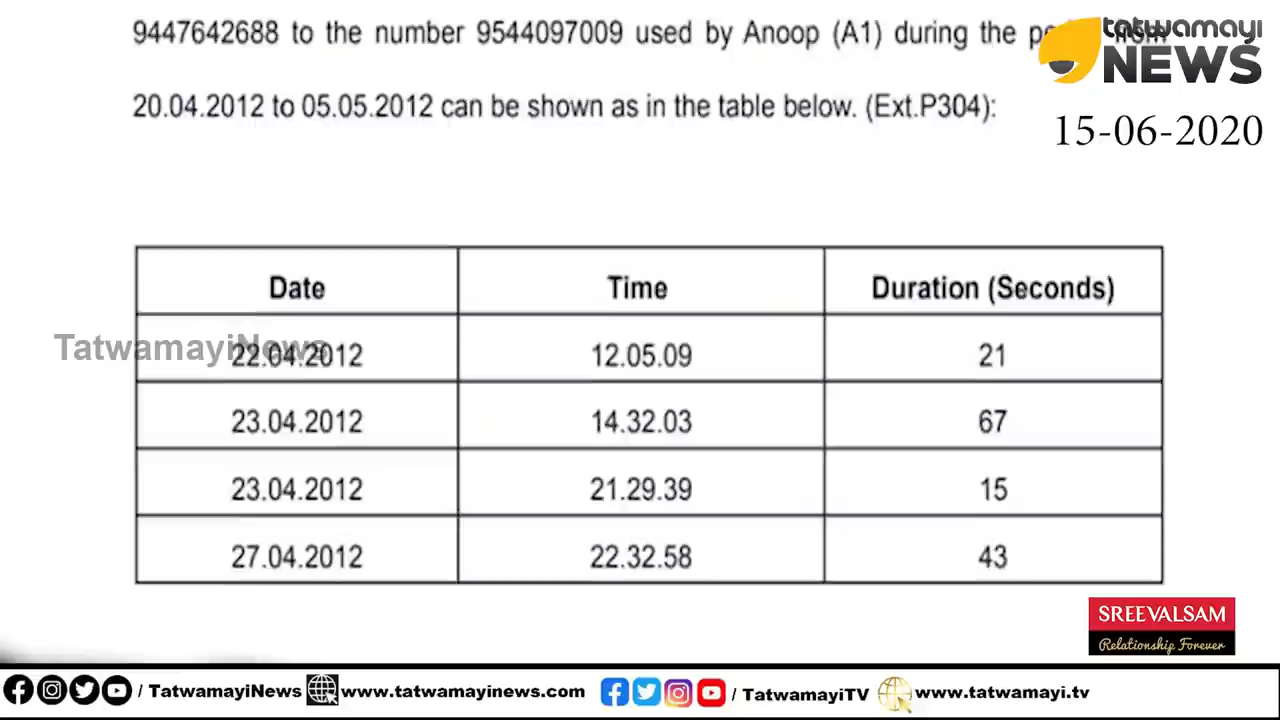 9447642688 to the number 9544097009 used by Anoop (A1) during the
20.04.2012 to 05.05.2012 can be shown as in the table below. (Ext.P304):
tatwamayi
NEWS
15-06-2020
Date Time Duration (Seconds)
TatwamayiNews
22.04.2012 12.05.09 21
23.04.2012 14.32.03 67
23.04.2012 21.29.39 15
27.04.2012 22.32.58 43
SREEVALSAM
Relationship Forever
/ TatwamayiNews www.tatwamayinews.com / TatwamayiTV www.tatwamayi.tv